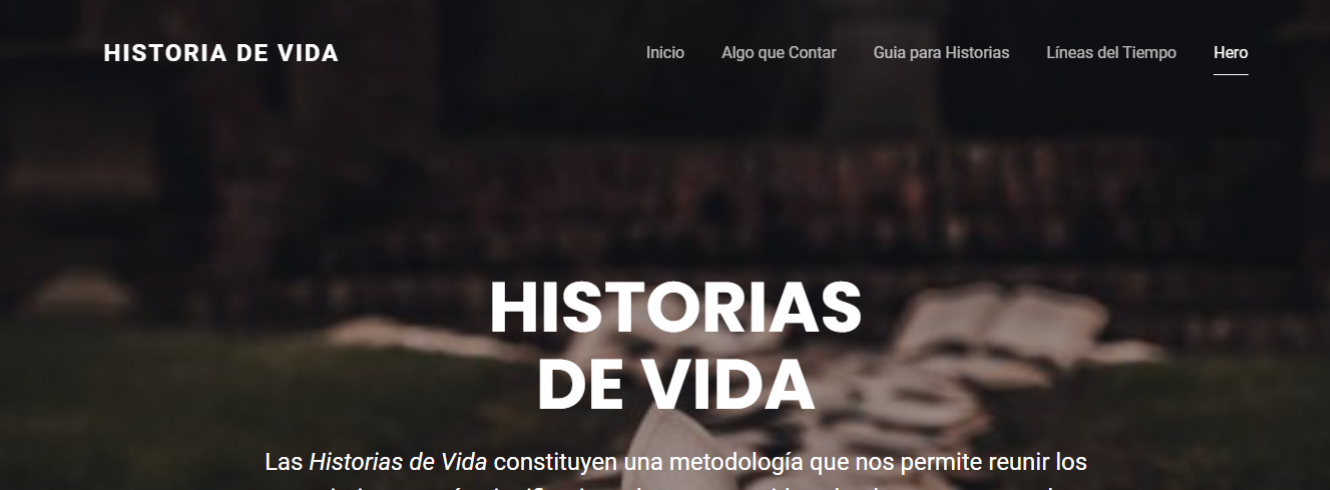 HISTORIA DE VIDA
Inicio
Algo que Contar
Guia para Historias
Líneas del Tiempo
Hero
HISTORIAS
DE VIDA
Las Historias de Vida constituyen una metodología que nos permite reunir los